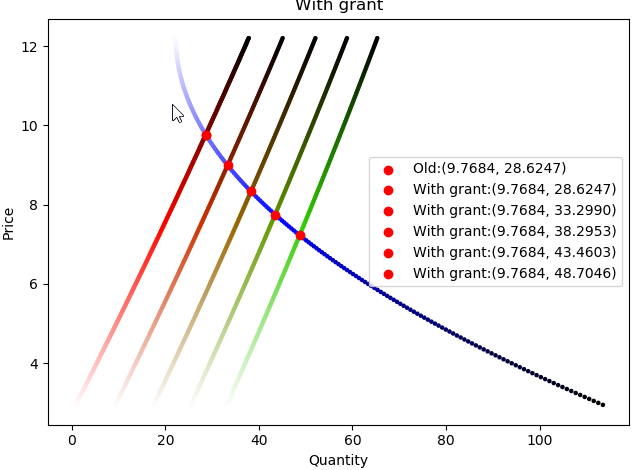 With grant
12
10
8
6
4
Price
0
20
40
60
80
100
Quantity
Old:(9.7684, 28.6247)
With grant:(9.7684, 28.6247)
With grant:(9.7684, 33.2990)
With grant:(9.7684, 38.2953)
With grant:(9.7684, 43.4603)
With grant:(9.7684, 48.7046)